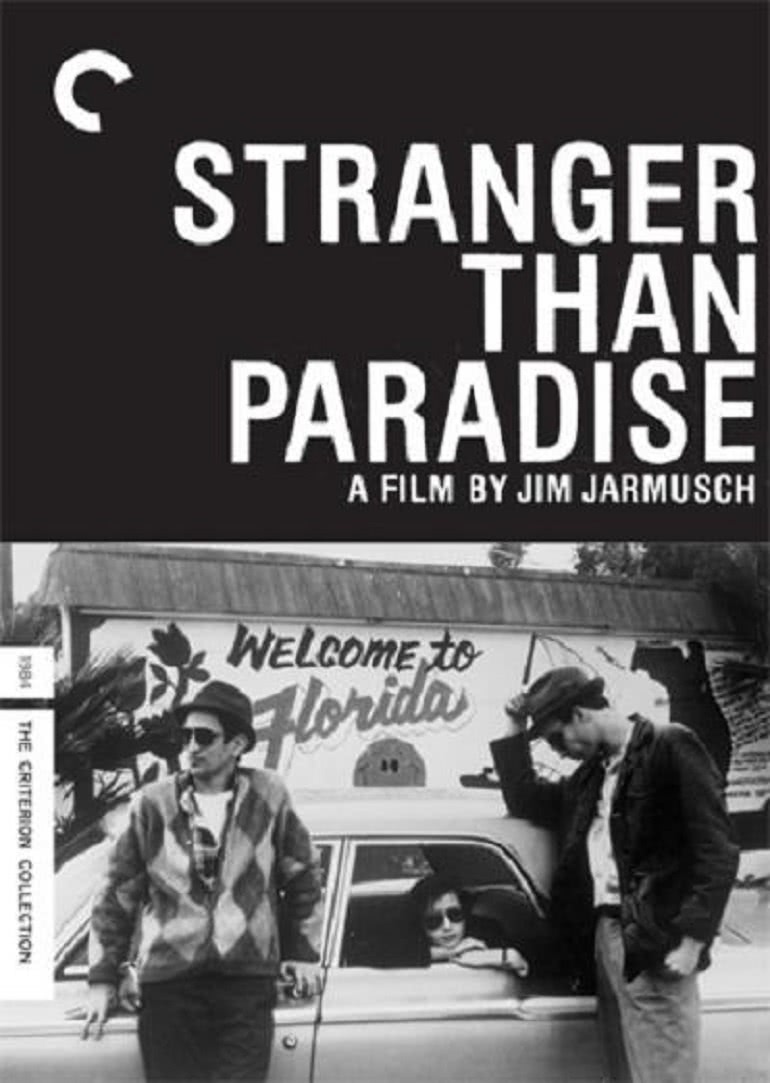 STRANGER
THAN
PARADISE
A FILM BY JIM JARMUSCH
WELCOME to
Florida
1984
THE CRITERION COLLECTION